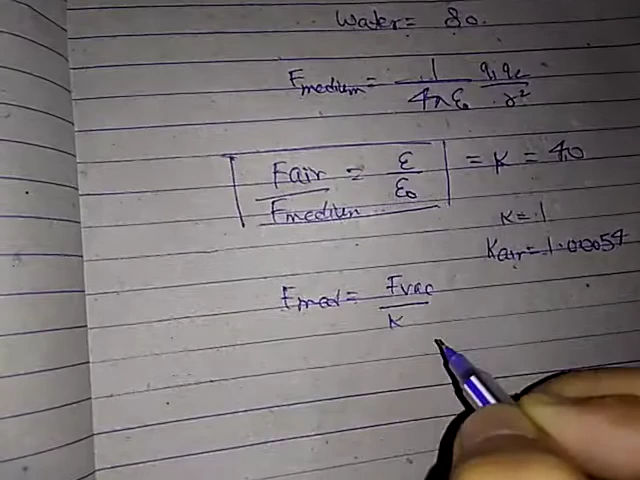 Water = 80.
Fmedium = 1/4πε₀ q₁q₂/r²
Fair/Fmedium = ε/ε₀ = K = 40
K = 1
Kair = 1.00054
Fmed = Fvac/K